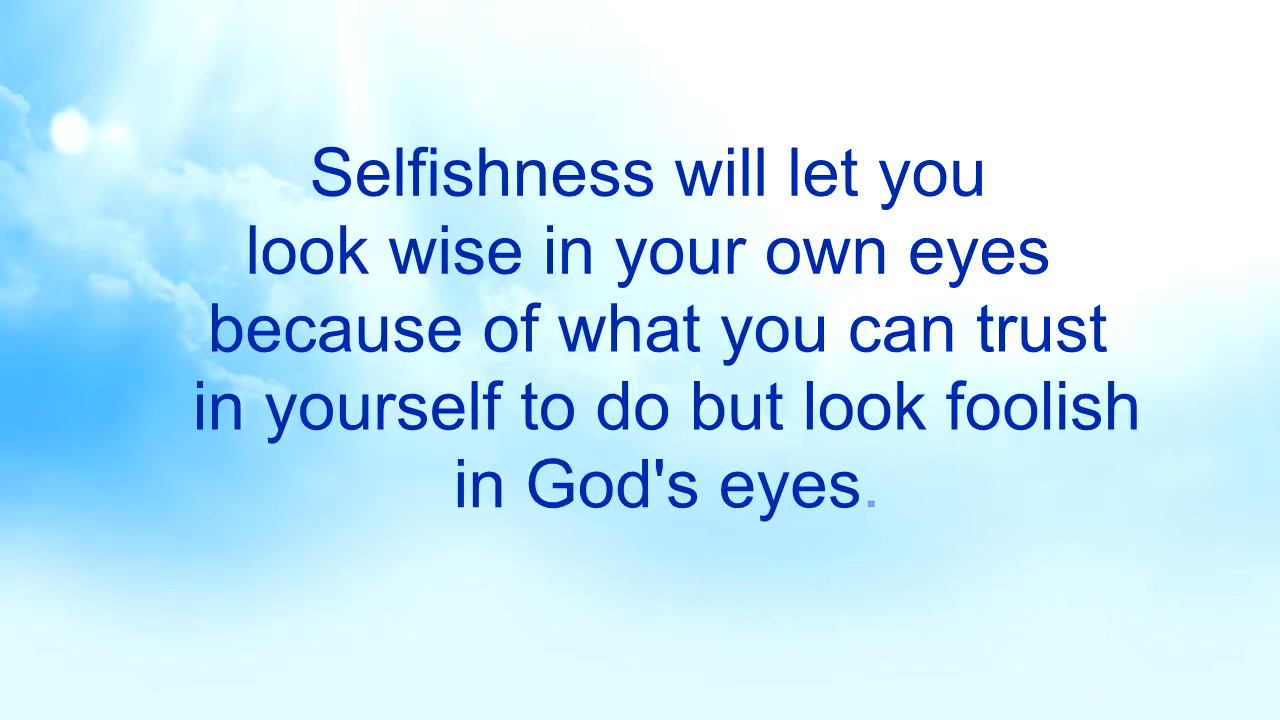 Selfishness will let you
look wise in your own eyes
because of what you can trust
in yourself to do but look foolish
in God's eyes.